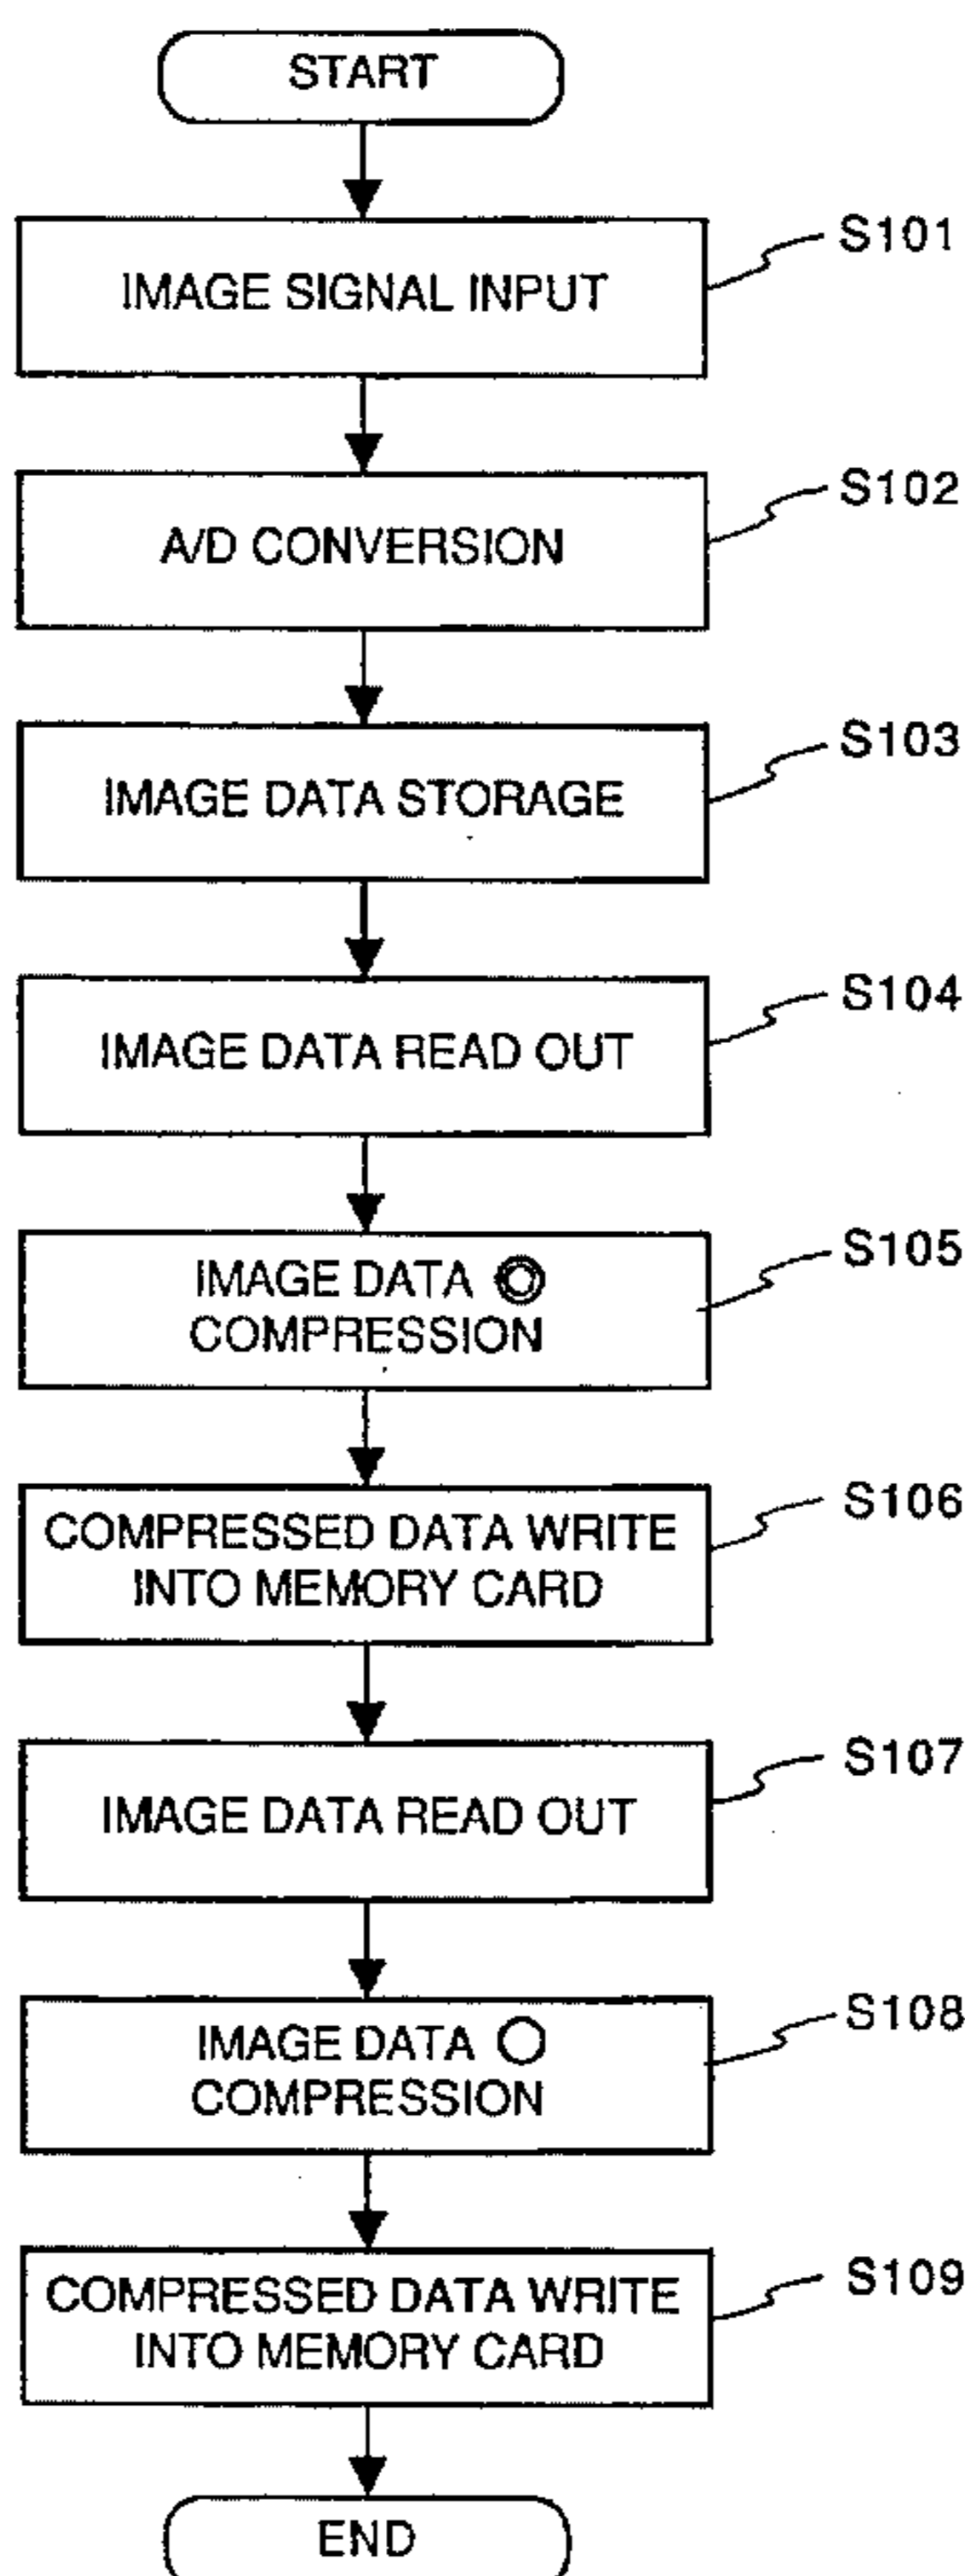 START
IMAGE SIGNAL INPUT
S101
A/D CONVERSION
S102
IMAGE DATA STORAGE
S103
IMAGE DATA READ OUT
S104
IMAGE DATA ◎
COMPRESSION
S105
COMPRESSED DATA WRITE
INTO MEMORY CARD
S106
IMAGE DATA READ OUT
S107
IMAGE DATA ○
COMPRESSION
S108
COMPRESSED DATA WRITE
INTO MEMORY CARD
S109
END